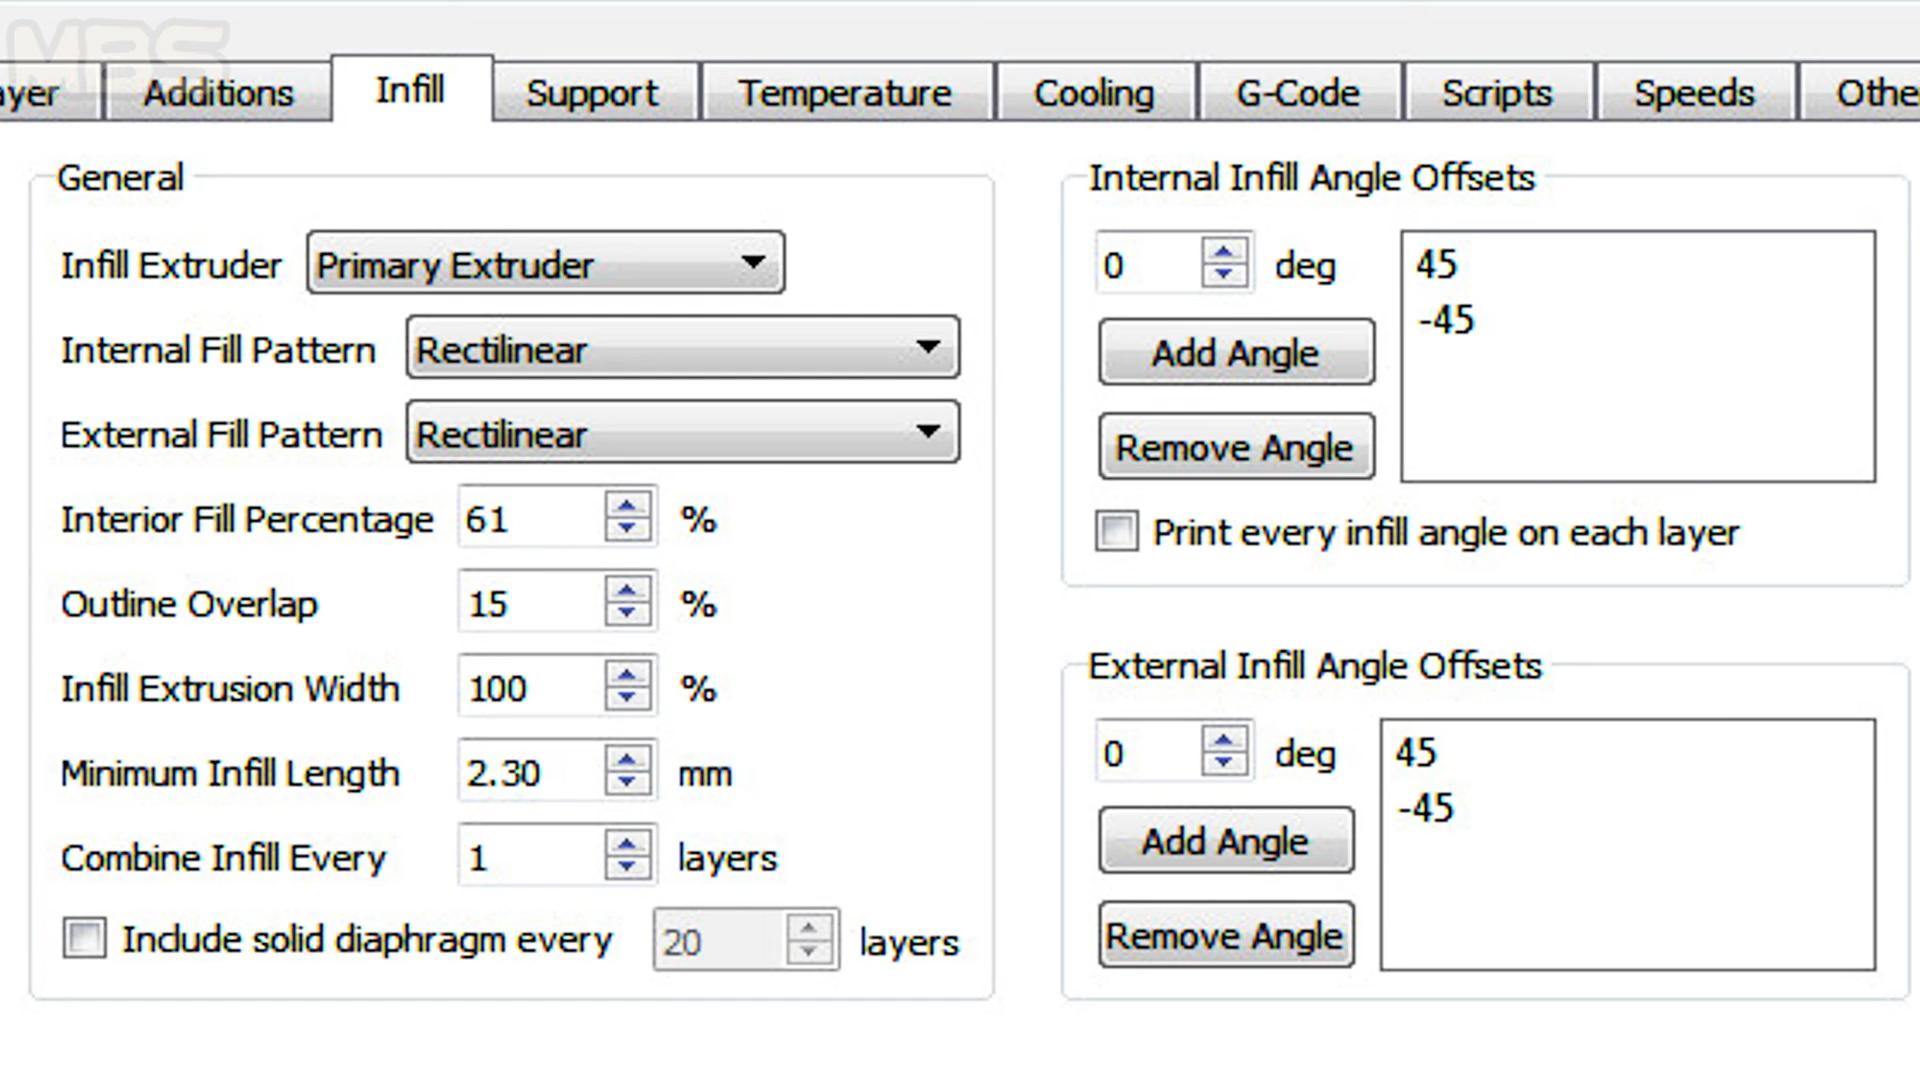 MBS
ayer Additions Infill Support Temperature Cooling G-Code Scripts Speeds Othe
General
Infill Extruder Primary Extruder
Internal Fill Pattern Rectilinear
External Fill Pattern Rectilinear
Interior Fill Percentage 61 %
Outline Overlap 15 %
Infill Extrusion Width 100 %
Minimum Infill Length 2.30 mm
Combine Infill Every 1 layers
Include solid diaphragm every 20 layers
Internal Infill Angle Offsets
0 deg
Add Angle
Remove Angle
45
-45
Print every infill angle on each layer
External Infill Angle Offsets
0 deg
Add Angle
Remove Angle
45
-45